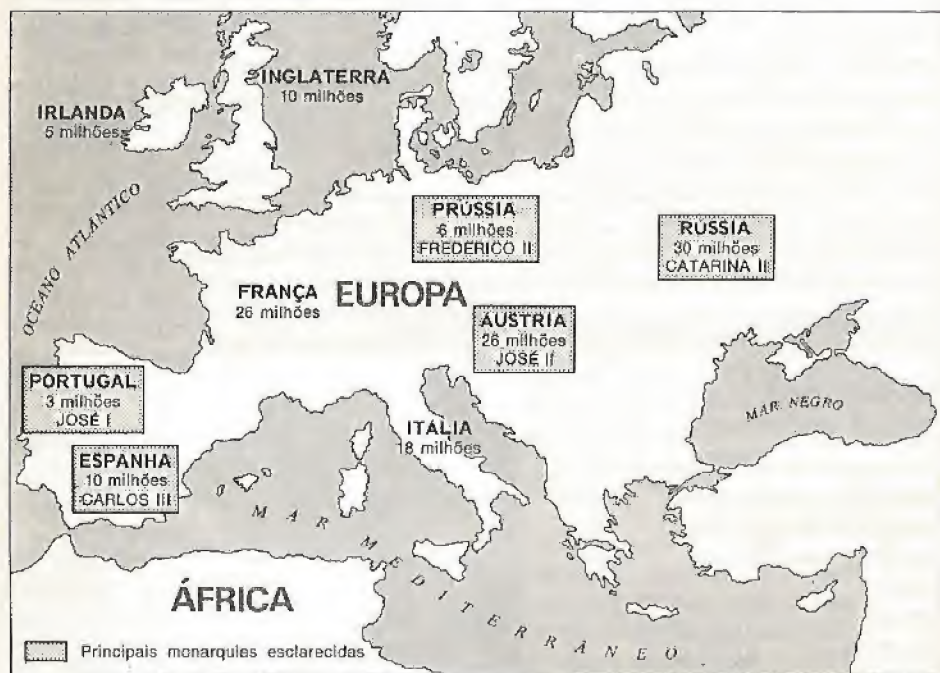 INGLATERRA
10 milhões
IRLANDA
5 milhões
OCEANO ATLÂNTICO
PRÚSSIA
6 milhões
FREDERICO II
RÚSSIA
30 milhões
CATARINA II
FRANÇA
26 milhões
EUROPA
ÁUSTRIA
26 milhões
JOSÉ II
PORTUGAL
3 milhões
JOSÉ I
MAR NEGRO
ITÁLIA
18 milhões
ESPANHA
10 milhões
CARLOS III
MAR MEDITERRÂNEO
ÁFRICA
Principais monarquias esclarecidas